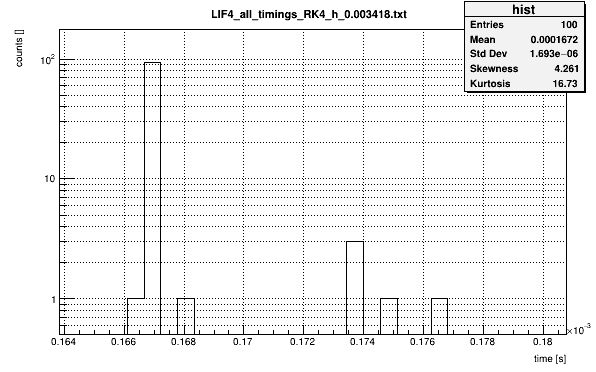 LIF4_all_timings_RK4_h_0.003418.txt
hist
Entries 100
Mean 0.0001672
Std Dev 1.693e−06
Skewness 4.261
Kurtosis 16.73
counts []
10²
10
1
0.164 0.166 0.168 0.17 0.172 0.174 0.176 0.178 0.18
×10⁻³
time [s]